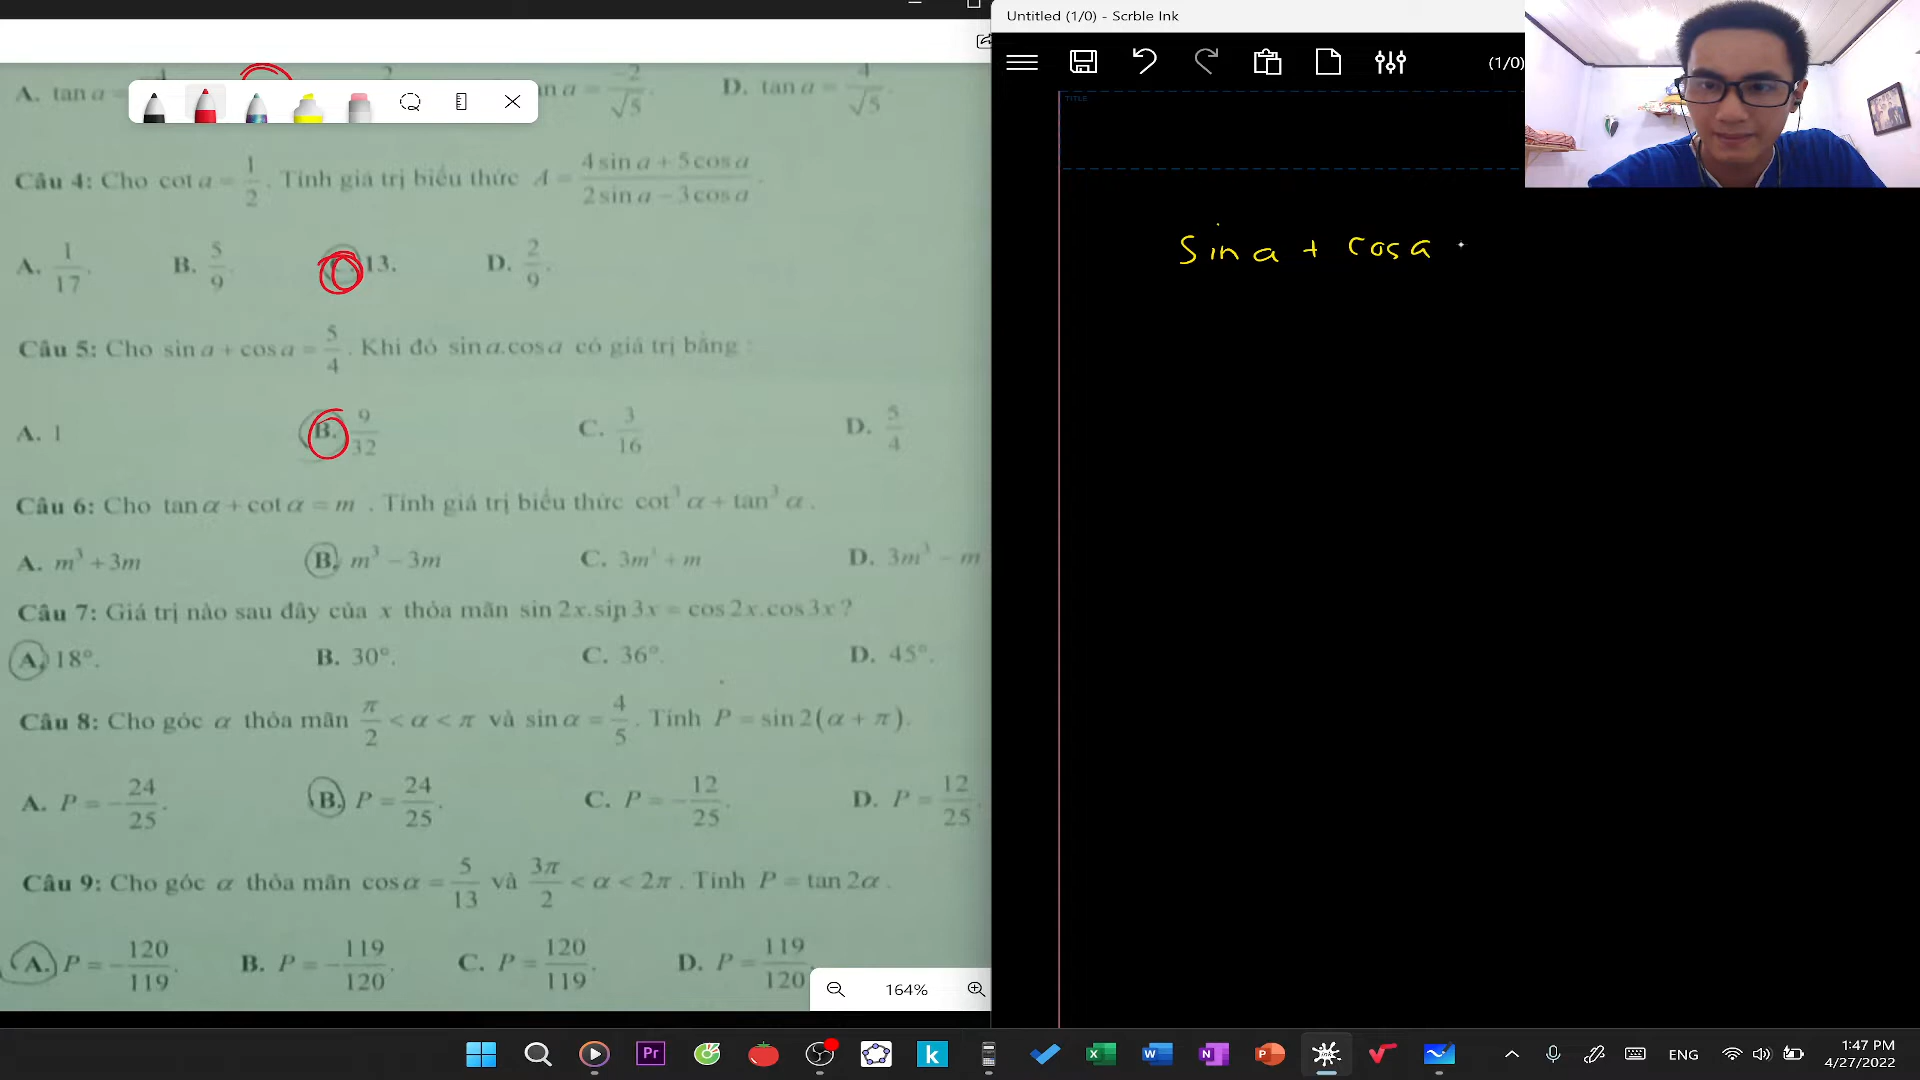 Untitled (1/0) - Scrble Ink
(1/0)
TITLE
A. tan a = D. tan a = 4/√5.
Câu 4: Cho cot a = 1/2. Tính giá trị biểu thức A = (4 sin a + 5 cos a)/(2 sin a − 3 cos a).
A. 1/17. B. 5/9. 13. D. 2/9.
Câu 5: Cho sin a + cos a = 5/4. Khi đó sin a.cos a có giá trị bằng :
A. 1 B. 9/32 C. 3/16 D. 5/4
Câu 6: Cho tan α + cot α = m . Tính giá trị biểu thức cot³ α + tan³ α .
A. m³ + 3m B. m³ − 3m C. 3m³ + m D. 3m³ − m
Câu 7: Giá trị nào sau đây của x thỏa mãn sin 2x.sin 3x = cos 2x.cos 3x ?
A. 18°. B. 30°. C. 36°. D. 45°.
Câu 8: Cho góc α thỏa mãn π/2 < α < π và sin α = 4/5. Tính P = sin 2(α + π).
A. P = −24/25. B. P = 24/25. C. P = −12/25. D. P = 12/25.
Câu 9: Cho góc α thỏa mãn cos α = 5/13 và 3π/2 < α < 2π. Tính P = tan 2α .
A. P = −120/119. B. P = −119/120. C. P = 120/119. D. P = 119/120.
164%
sin a + cos a
Pr
k
ENG
1:47 PM
4/27/2022